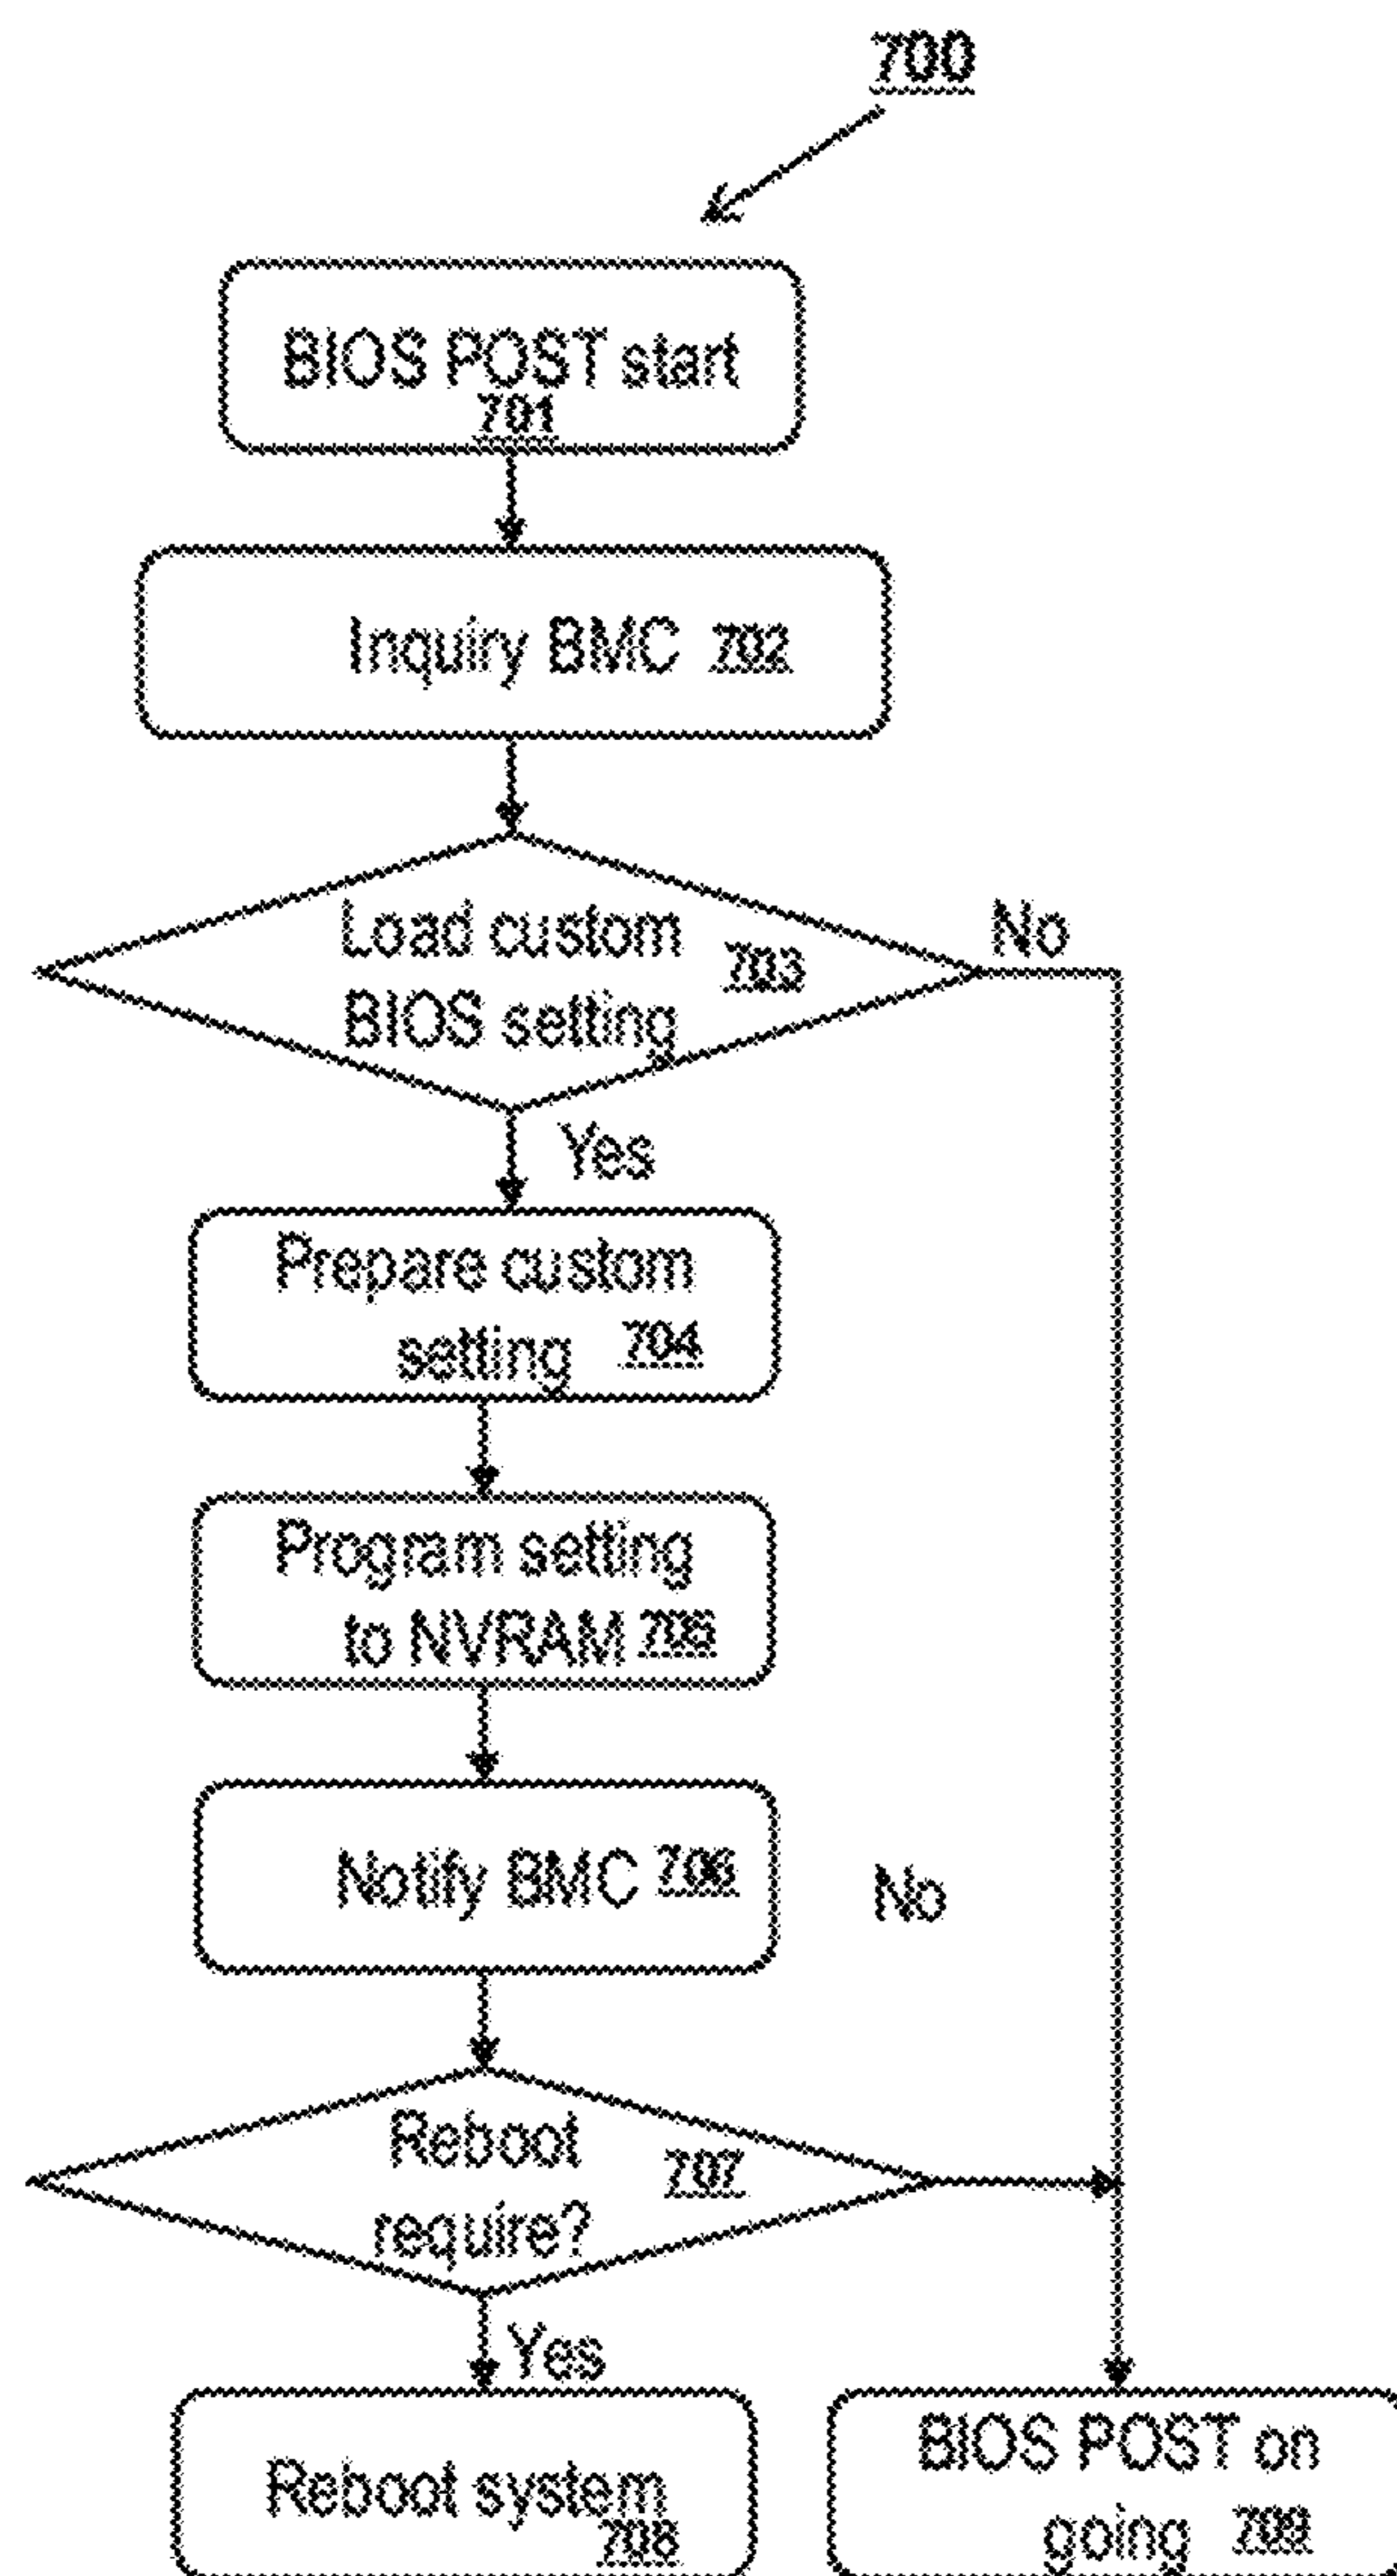 700
BIOS POST start
701
Inquiry BMC 702
Load custom
BIOS setting 703
No
Yes
Prepare custom
setting 704
Program setting
to NVRAM 705
Notify BMC 706
No
Reboot
require? 707
Yes
Reboot system
708
BIOS POST on
going 709